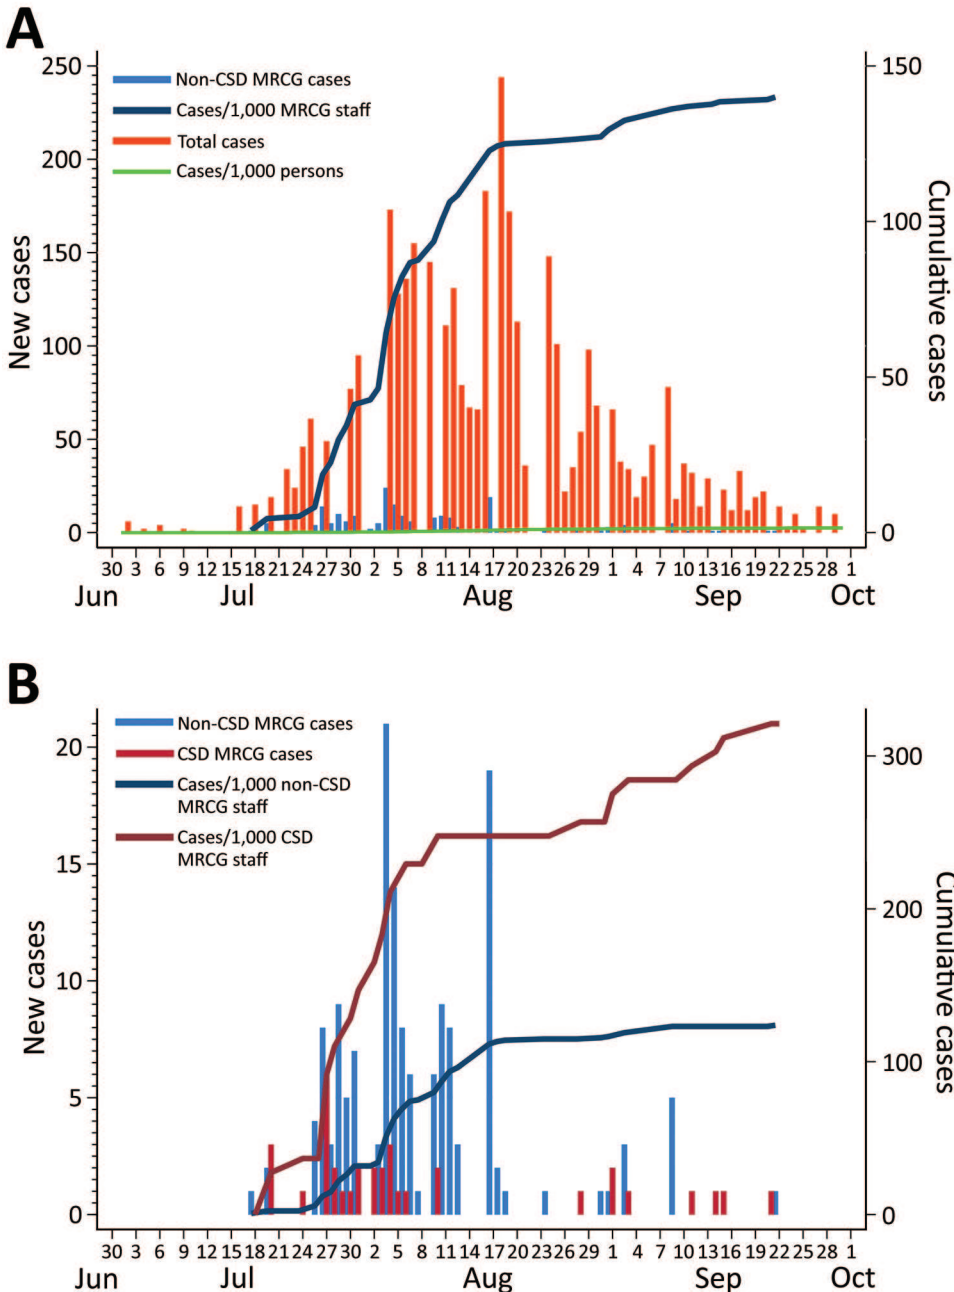 A
250
200
150
100
50
0
New cases
Non-CSD MRCG cases
Cases/1,000 MRCG staff
Total cases
Cases/1,000 persons
150
100
50
0
Cumulative cases
30 3 6 9 12 15 18 21 24 27 30 2 5 8 11 14 17 20 23 26 29 1 4 7 10 13 16 19 22 25 28 1
Jun Jul Aug Sep Oct
B
20
15
10
5
0
New cases
Non-CSD MRCG cases
CSD MRCG cases
Cases/1,000 non-CSD
MRCG staff
Cases/1,000 CSD
MRCG staff
300
200
100
0
Cumulative cases
30 3 6 9 12 15 18 21 24 27 30 2 5 8 11 14 17 20 23 26 29 1 4 7 10 13 16 19 22 25 28 1
Jun Jul Aug Sep Oct